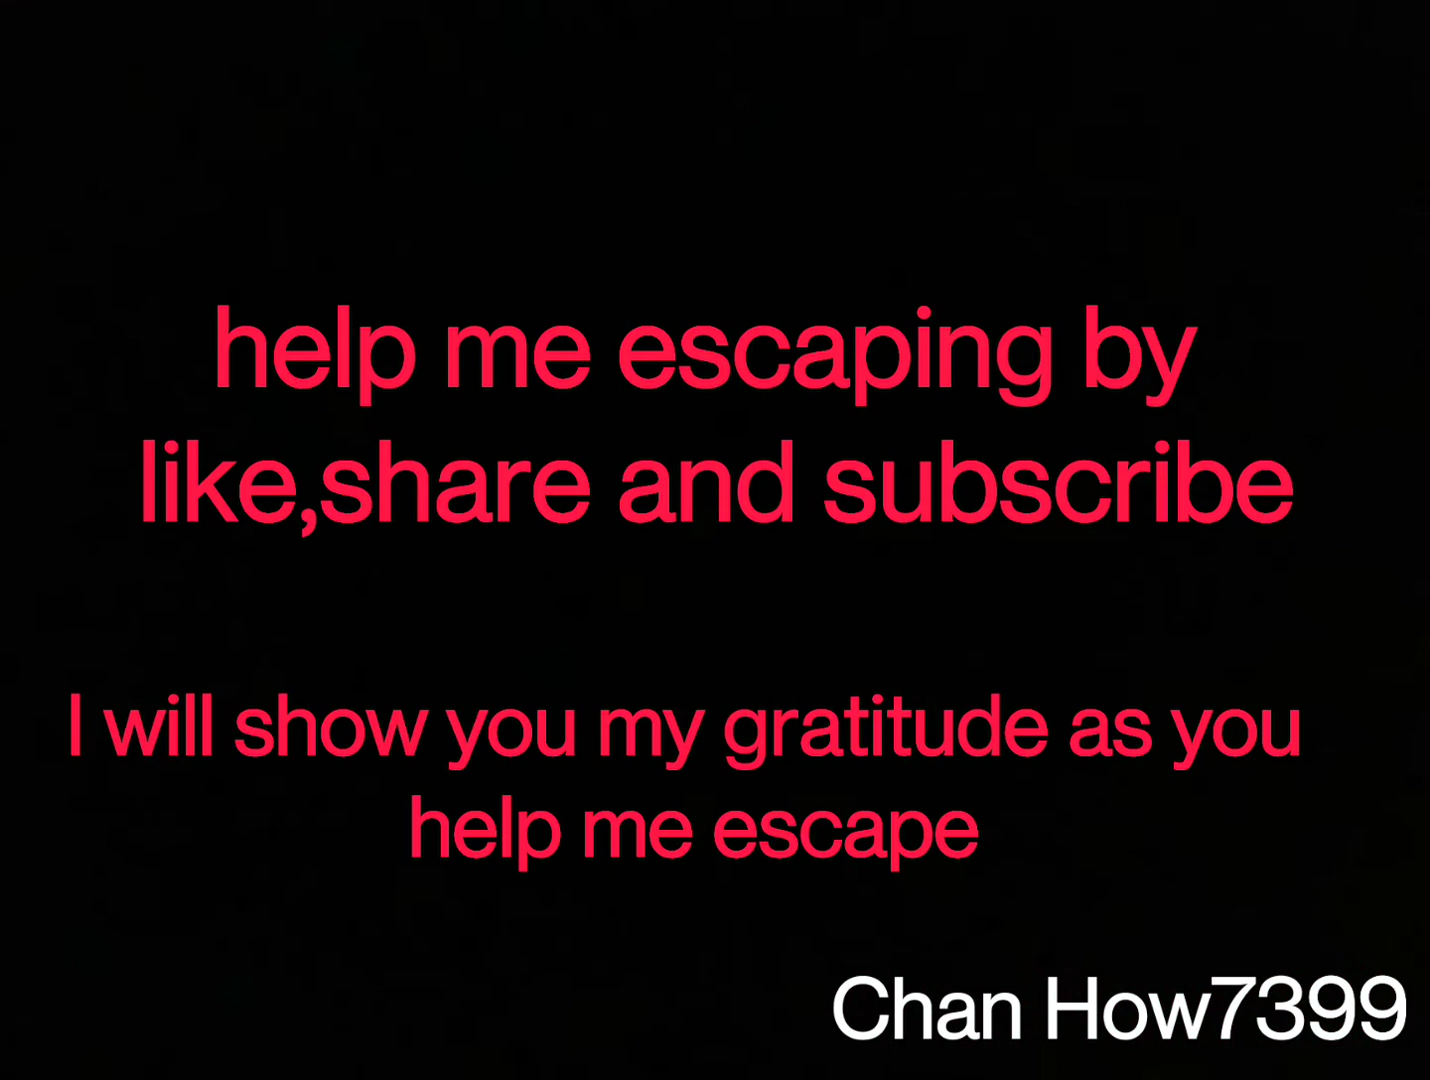 help me escaping by
like,share and subscribe
I will show you my gratitude as you
help me escape
Chan How7399